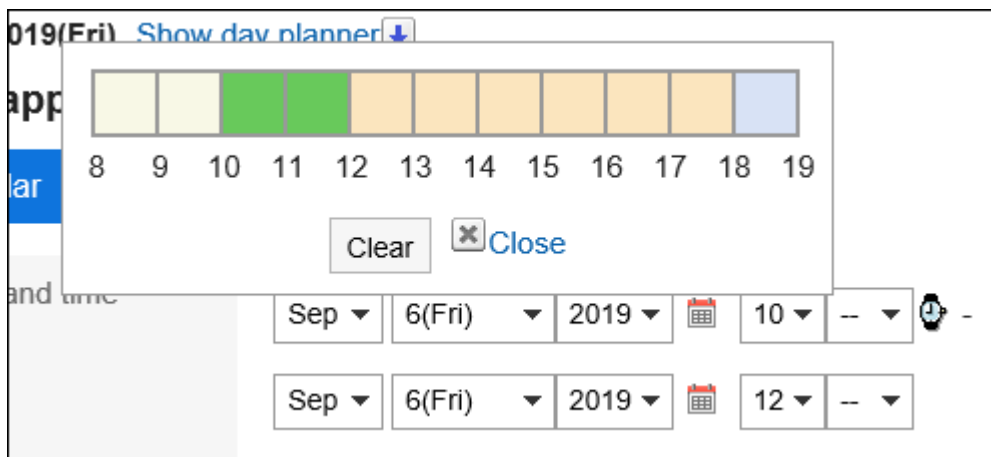 2019(Fri) Show day planner
app
8 9 10 11 12 13 14 15 16 17 18 19
lar
Clear Close
and time
Sep 6(Fri) 2019 10 -- -
Sep 6(Fri) 2019 12 --